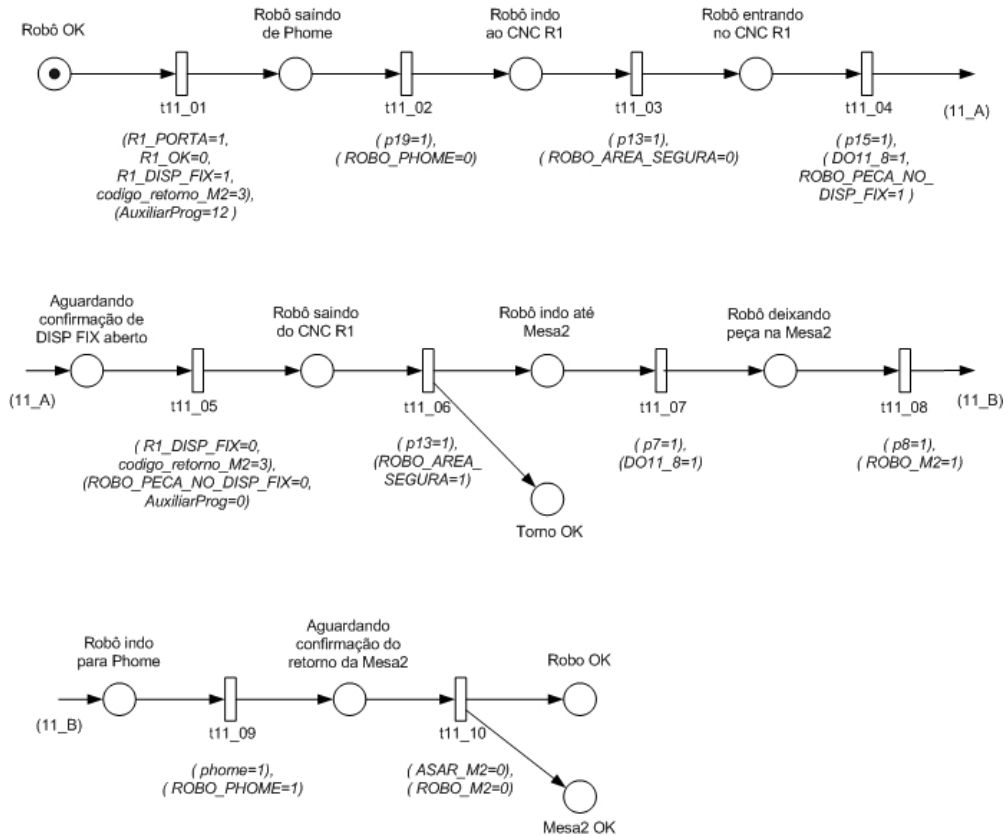 Robô OK
Robô saíndo
de Phome
Robô indo
ao CNC R1
Robô entrando
no CNC R1
t11_01
t11_02
t11_03
t11_04
(11_A)
(R1_PORTA=1,
R1_OK=0,
R1_DISP_FIX=1,
codigo_retorno_M2=3),
(AuxiliarProg=12 )
( p19=1),
( ROBO_PHOME=0)
( p13=1),
( ROBO_AREA_SEGURA=0)
( p15=1),
( DO11_8=1,
ROBO_PECA_NO_
DISP_FIX=1 )
Aguardando
confirmação de
DISP FIX aberto
Robô saindo
do CNC R1
Robô indo até
Mesa2
Robô deixando
peça na Mesa2
(11_A)
t11_05
t11_06
t11_07
t11_08
(11_B)
( R1_DISP_FIX=0,
codigo_retorno_M2=3),
(ROBO_PECA_NO_DISP_FIX=0,
AuxiliarProg=0)
( p13=1),
(ROBO_AREA_
SEGURA=1)
( p7=1),
(DO11_8=1)
( p8=1),
( ROBO_M2=1)
Torno OK
Robô indo
para Phome
Aguardando
confirmação do
retorno da Mesa2
Robo OK
(11_B)
t11_09
t11_10
( phome=1),
( ROBO_PHOME=1)
( ASAR_M2=0),
( ROBO_M2=0)
Mesa2 OK